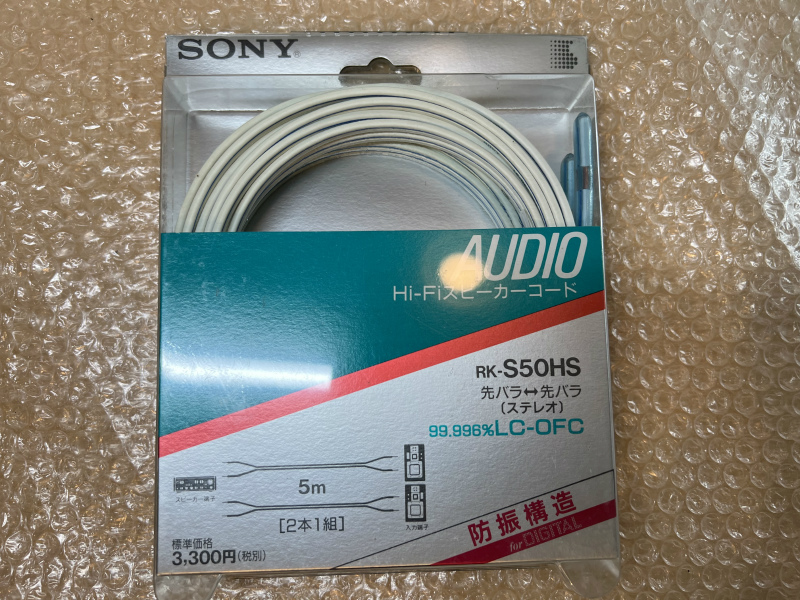 SONY®
AUDIO
Hi-Fiスピーカーコード
RK-S50HS
先バラ↔先バラ
(ステレオ)
99.996%LC-OFC
スピーカー端子
5m
[2本1組]
入力端子
標準価格
3,300円(税別)
防振構造
for DIGITAL